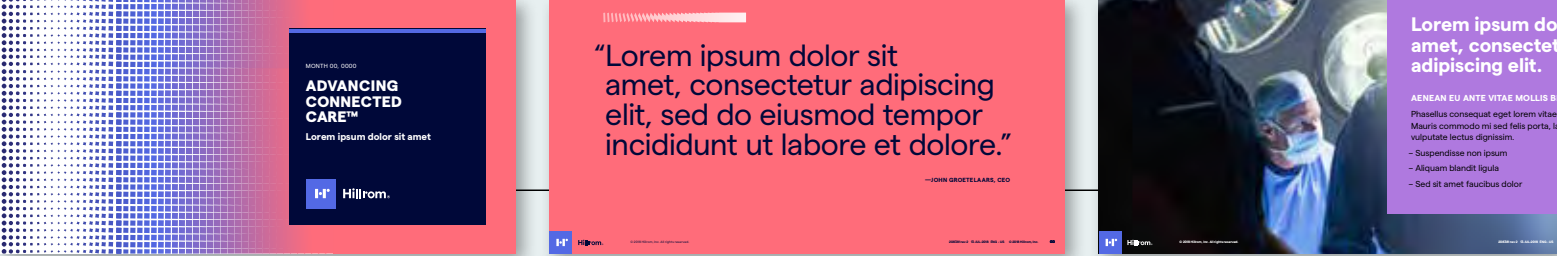 MONTH 00, 0000
ADVANCING
CONNECTED
CARE™
Lorem ipsum dolor sit amet
Hillrom.
“Lorem ipsum dolor sit
amet, consectetur adipiscing
elit, sed do eiusmod tempor
incididunt ut labore et dolore.”
—JOHN GROETELAARS, CEO
Hillrom.
Lorem ipsum do
amet, consectet
adipiscing elit.
AENEAN EU ANTE VITAE MOLLIS B
Phasellus consequat eget lorem vitae
Mauris commodo mi sed felis porta, la
vulputate lectus dignissim.
– Suspendisse non ipsum
– Aliquam blandit ligula
– Sed sit amet faucibus dolor
Hillrom.